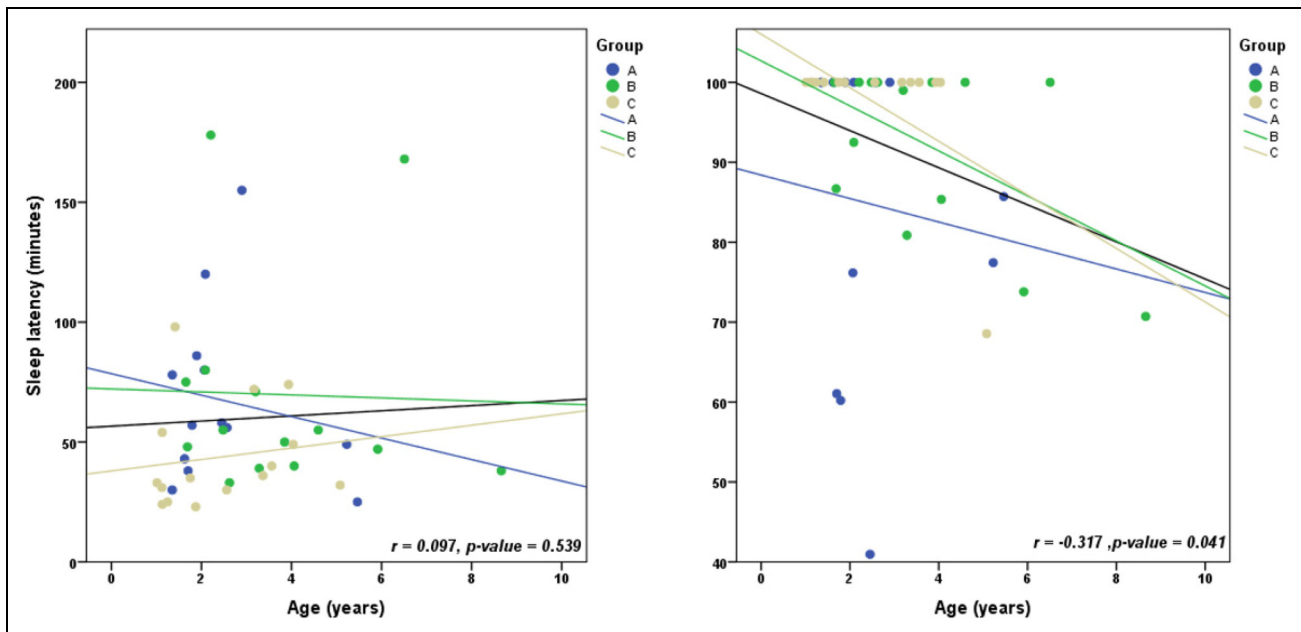 Group
A
B
C
A
B
C
200
150
100
50
0
Sleep latency (minutes)
r = 0.097, p-value = 0.539
0 2 4 6 8 10
Age (years)
Group
A
B
C
A
B
C
100
90
80
70
60
50
40
r = -0.317 ,p-value = 0.041
0 2 4 6 8 10
Age (years)